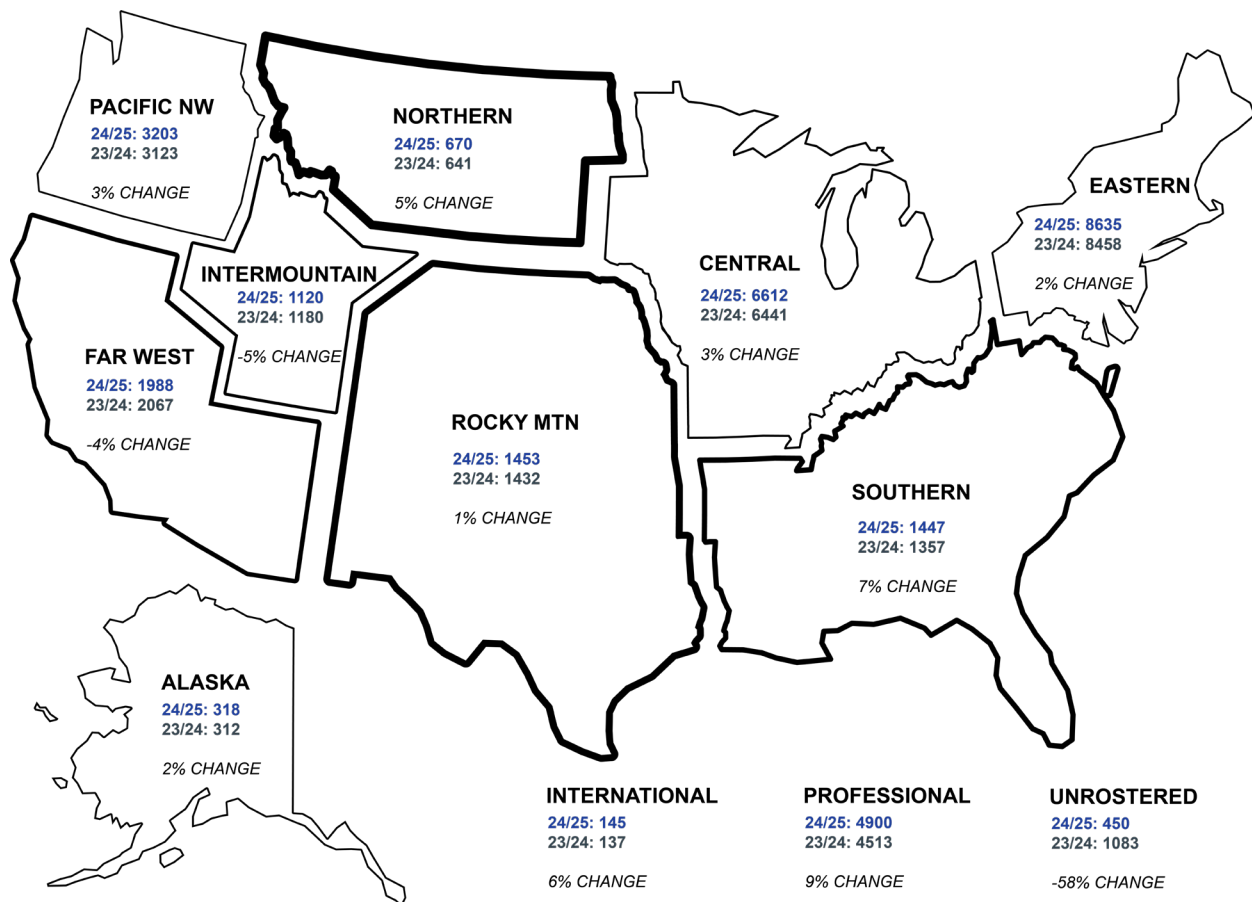 PACIFIC NW
24/25: 3203
23/24: 3123
3% CHANGE
NORTHERN
24/25: 670
23/24: 641
5% CHANGE
EASTERN
24/25: 8635
23/24: 8458
2% CHANGE
INTERMOUNTAIN
24/25: 1120
23/24: 1180
-5% CHANGE
CENTRAL
24/25: 6612
23/24: 6441
3% CHANGE
FAR WEST
24/25: 1988
23/24: 2067
-4% CHANGE
ROCKY MTN
24/25: 1453
23/24: 1432
1% CHANGE
SOUTHERN
24/25: 1447
23/24: 1357
7% CHANGE
ALASKA
24/25: 318
23/24: 312
2% CHANGE
INTERNATIONAL
24/25: 145
23/24: 137
6% CHANGE
PROFESSIONAL
24/25: 4900
23/24: 4513
9% CHANGE
UNROSTERED
24/25: 450
23/24: 1083
-58% CHANGE